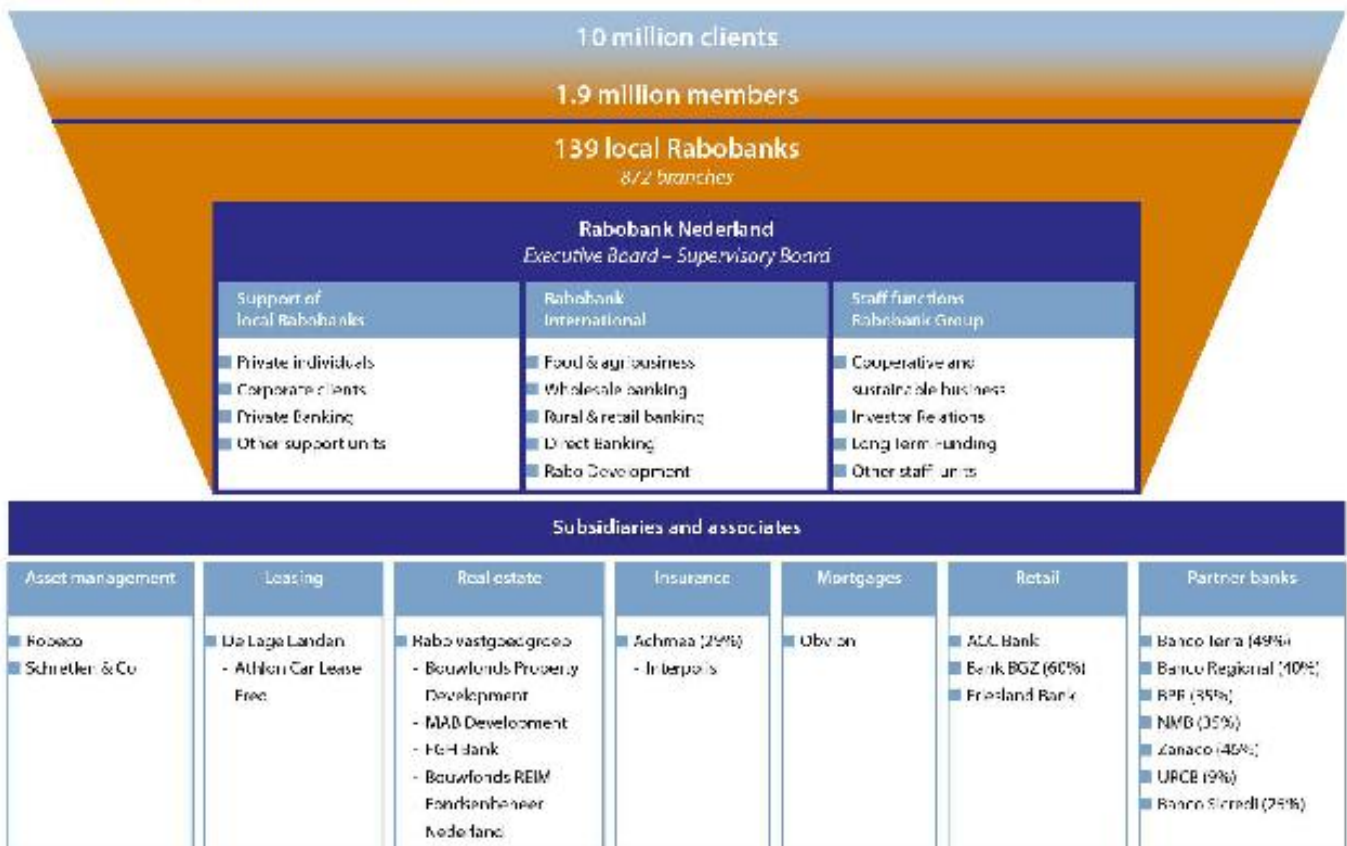 10 million clients
1.9 million members
139 local Rabobanks
872 branches
Rabobank Nederland
Executive Board – Supervisory Board
Support of
local Rabobanks
Private individuals
Corporate clients
Private Banking
Other support units
Rabobank
International
Food & agribusiness
Wholesale banking
Rural & retail banking
Direct Banking
Rabo Development
Staff functions
Rabobank Group
Cooperative and
sustainable business
Investor Relations
Long Term Funding
Other staff units
Subsidiaries and associates
Asset management
Robeco
Schretlen & Co
Leasing
De Lage Landen
- Athlon Car Lease
Real estate
Rabo Vastgoedgroep
- Bouwfonds Property
Development
- MAB Development
- FGH Bank
- Bouwfonds REIM
Fondsenbeheer
Nederland
Insurance
Achmea (29%)
- Interpolis
Mortgages
Obvion
Retail
ACC Bank
Bank BGZ (60%)
Friesland Bank
Partner banks
Banco Terra (49%)
Banco Regional (40%)
BPR (35%)
NMB (35%)
Zanaco (46%)
URCB (9%)
Banco Sicredi (25%)